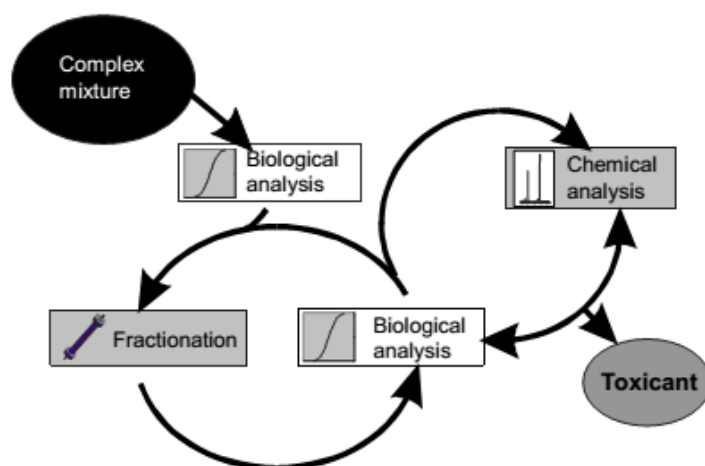 Complex
mixture
Biological
analysis
Chemical
analysis
Fractionation
Biological
analysis
Toxicant